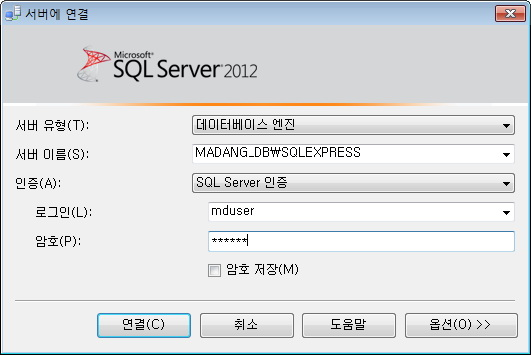 서버에 연결
Microsoft®
SQL Server® 2012
서버 유형(T):
데이터베이스 엔진
서버 이름(S):
MADANG_DB₩SQLEXPRESS
인증(A):
SQL Server 인증
로그인(L):
mduser
암호(P):
******
암호 저장(M)
연결(C)
취소
도움말
옵션(O) >>